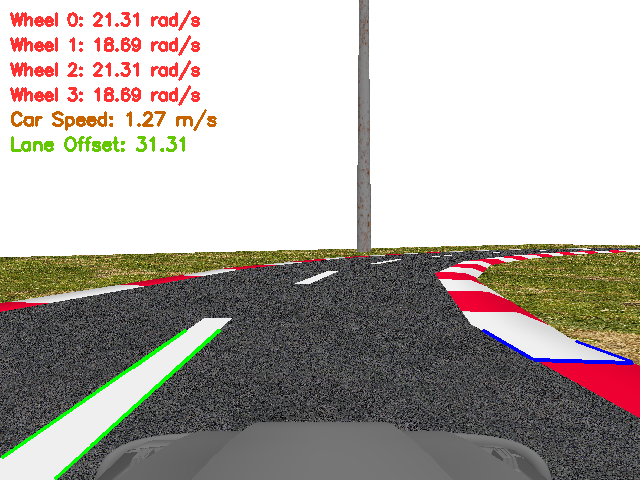 Wheel 0: 21.31 rad/s
Wheel 1: 18.69 rad/s
Wheel 2: 21.31 rad/s
Wheel 3: 18.69 rad/s
Car Speed: 1.27 m/s
Lane Offset: 31.31